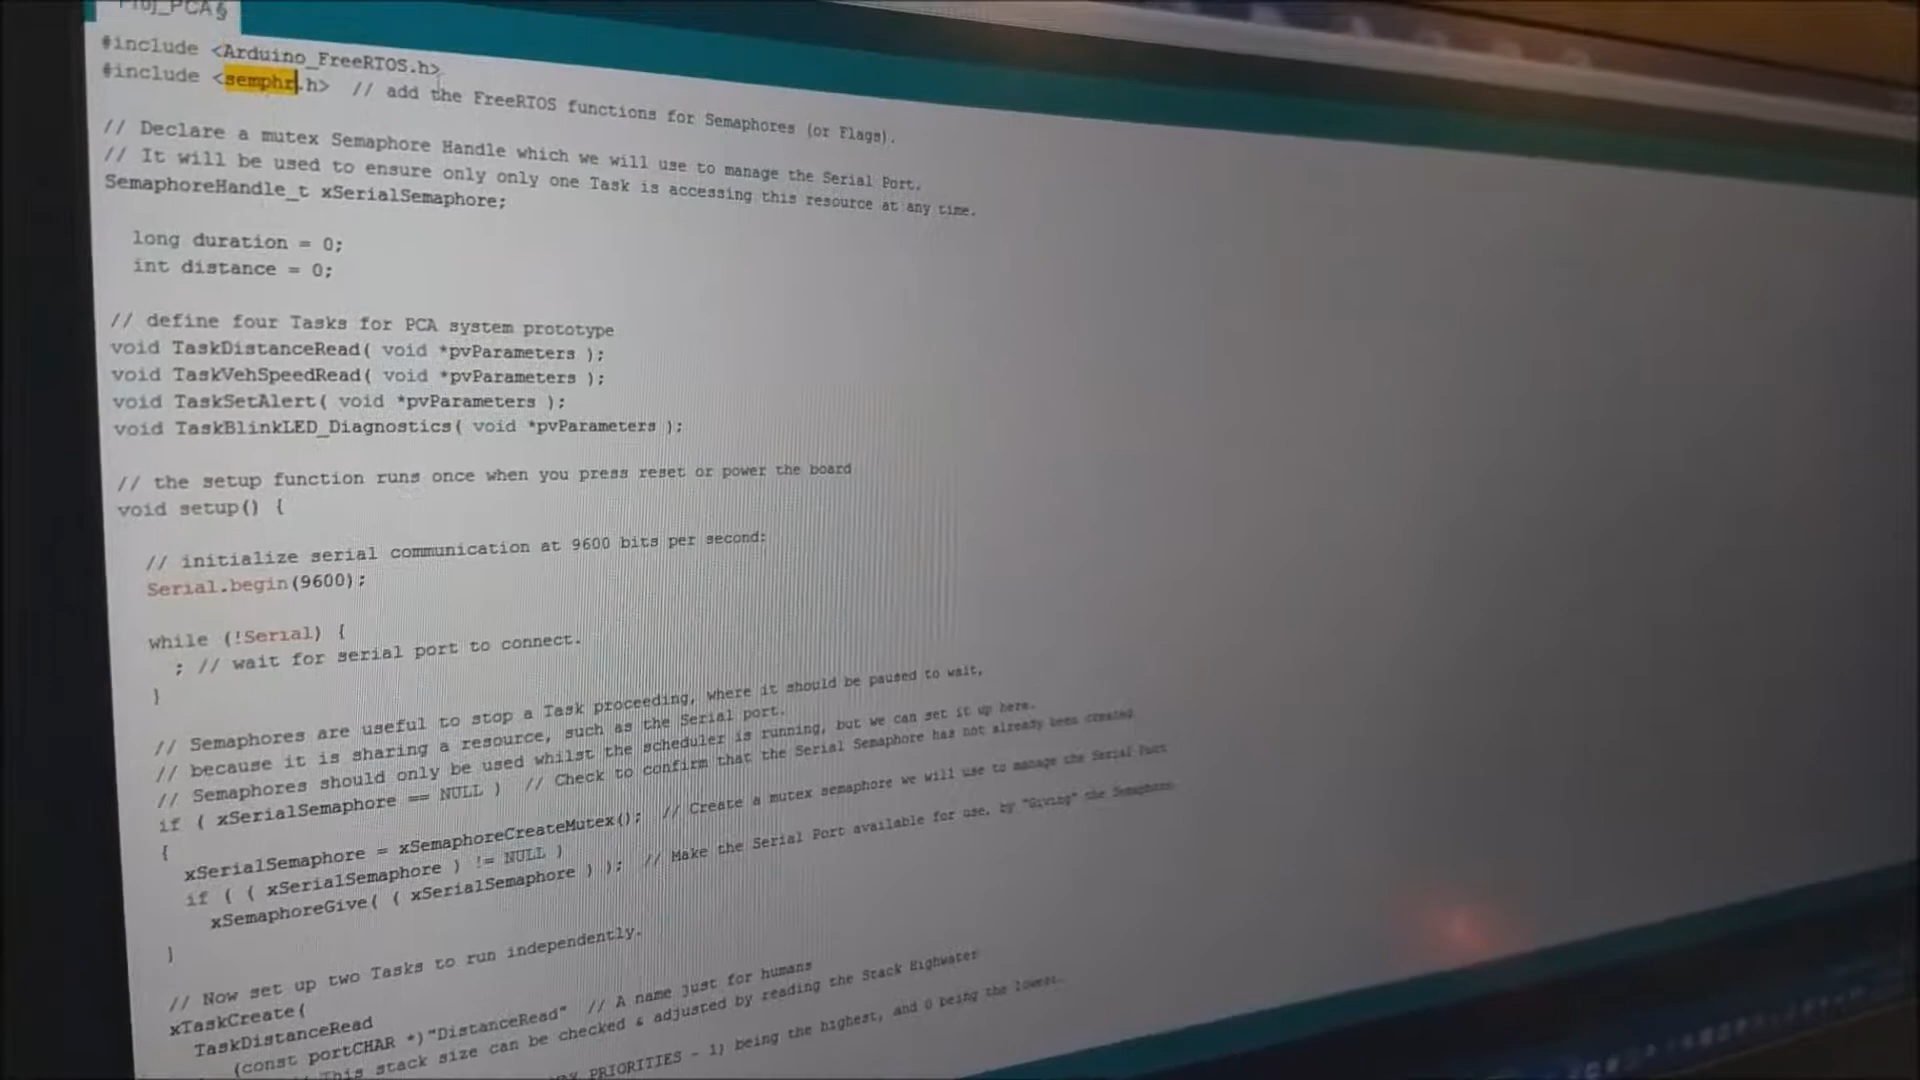 Proj_PCA§
#include <Arduino_FreeRTOS.h>
#include <semphr.h>  // add the FreeRTOS functions for Semaphores (or Flags).
// Declare a mutex Semaphore Handle which we will use to manage the Serial Port.
// It will be used to ensure only only one Task is accessing this resource at any time.
SemaphoreHandle_t xSerialSemaphore;
long duration = 0;
int distance = 0;
// define four Tasks for PCA system prototype
void TaskDistanceRead( void *pvParameters );
void TaskVehSpeedRead( void *pvParameters );
void TaskSetAlert( void *pvParameters );
void TaskBlinkLED_Diagnostics( void *pvParameters );
// the setup function runs once when you press reset or power the board
void setup() {
// initialize serial communication at 9600 bits per second:
Serial.begin(9600);
while (!Serial) {
; // wait for serial port to connect.
}
// Semaphores are useful to stop a Task proceeding, where it should be paused to wait,
// because it is sharing a resource, such as the Serial port.
// Semaphores should only be used whilst the scheduler is running, but we can set it up here.
if ( xSerialSemaphore == NULL )  // Check to confirm that the Serial Semaphore has not already been created
{
xSerialSemaphore = xSemaphoreCreateMutex();  // Create a mutex semaphore we will use to manage the Serial Port
if ( ( xSerialSemaphore ) != NULL )
xSemaphoreGive( ( xSerialSemaphore ) );  // Make the Serial Port available for use, by "Giving" the Semaphore
}
// Now set up two Tasks to run independently.
xTaskCreate(
TaskDistanceRead
(const portCHAR *)"DistanceRead"  // A name just for humans
This stack size can be checked & adjusted by reading the Stack Highwater
PRIORITIES - 1) being the highest, and 0 being the lowest.